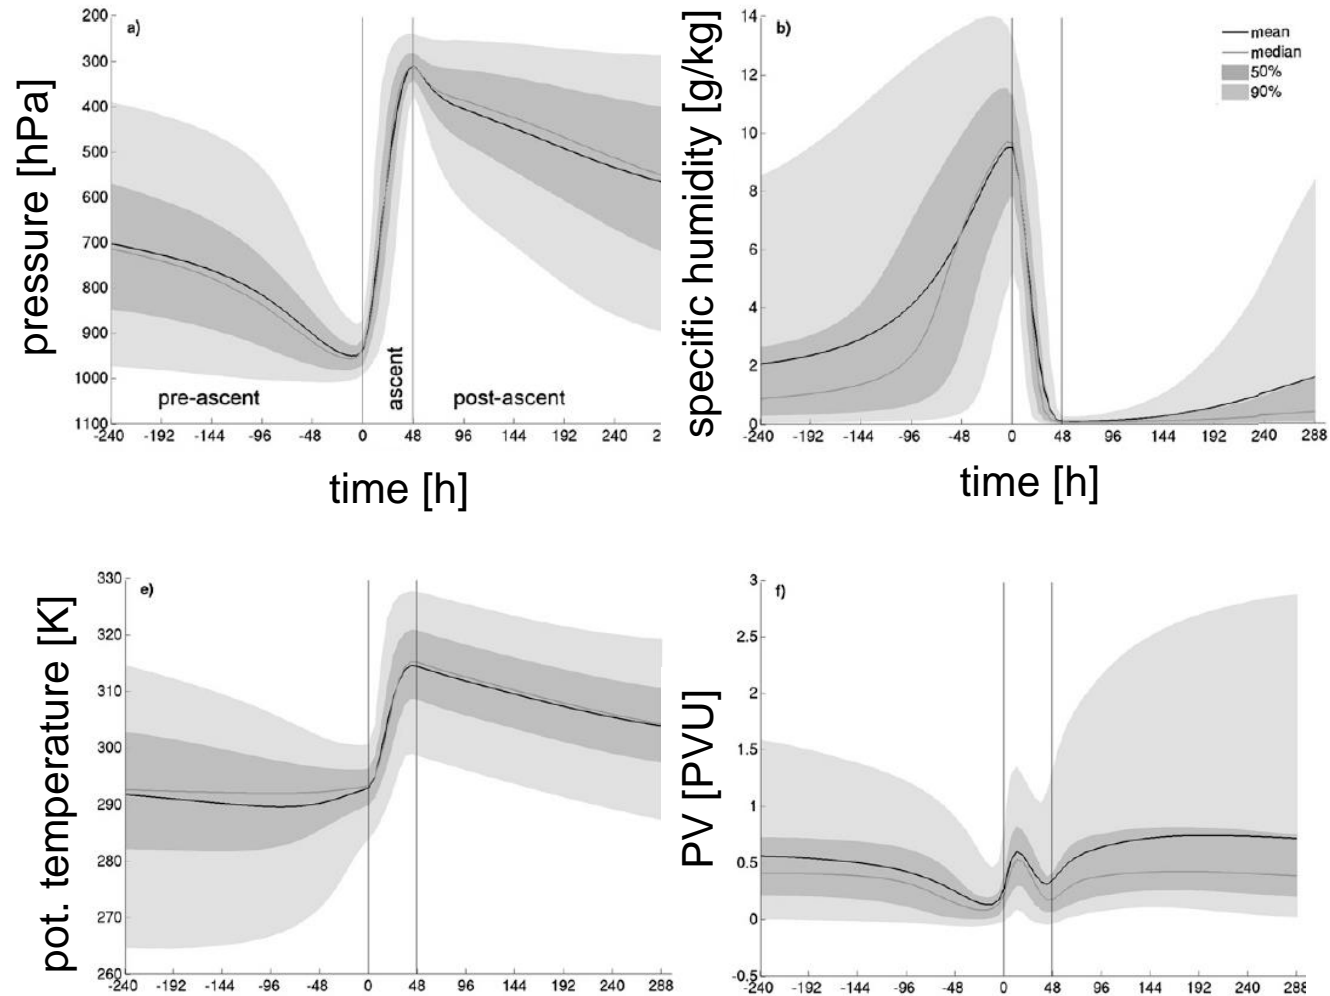 pressure [hPa]
a)
200
300
400
500
600
700
800
900
1000
1100
pre-ascent
ascent
post-ascent
-240 -192 -144 -96 -48 0 48 96 144 192 240 2
time [h]
specific humidity [g/kg]
b)
mean
median
50%
90%
14
12
10
8
6
4
2
0
-240 -192 -144 -96 -48 0 48 96 144 192 240 288
time [h]
pot. temperature [K]
e)
330
320
310
300
290
280
270
260
-240 -192 -144 -96 -48 0 48 96 144 192 240 288
PV [PVU]
f)
3
2.5
2
1.5
1
0.5
0
-0.5
-240 -192 -144 -96 -48 0 48 96 144 192 240 288